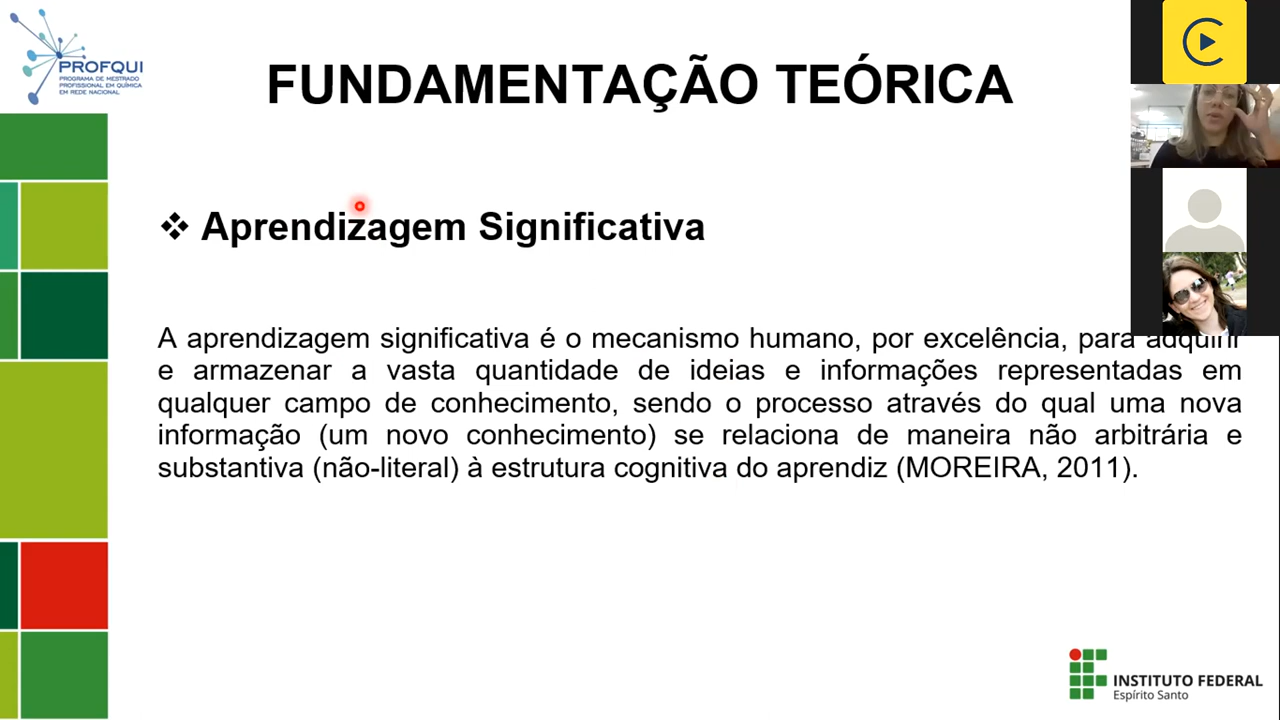 PROFQUI
PROGRAMA DE MESTRADO
PROFISSIONAL EM QUÍMICA
EM REDE NACIONAL
FUNDAMENTAÇÃO TEÓRICA
❖ Aprendizagem Significativa
A aprendizagem significativa é o mecanismo humano, por excelência, para adquirir
e armazenar a vasta quantidade de ideias e informações representadas em
qualquer campo de conhecimento, sendo o processo através do qual uma nova
informação (um novo conhecimento) se relaciona de maneira não arbitrária e
substantiva (não-literal) à estrutura cognitiva do aprendiz (MOREIRA, 2011).
INSTITUTO FEDERAL
Espírito Santo